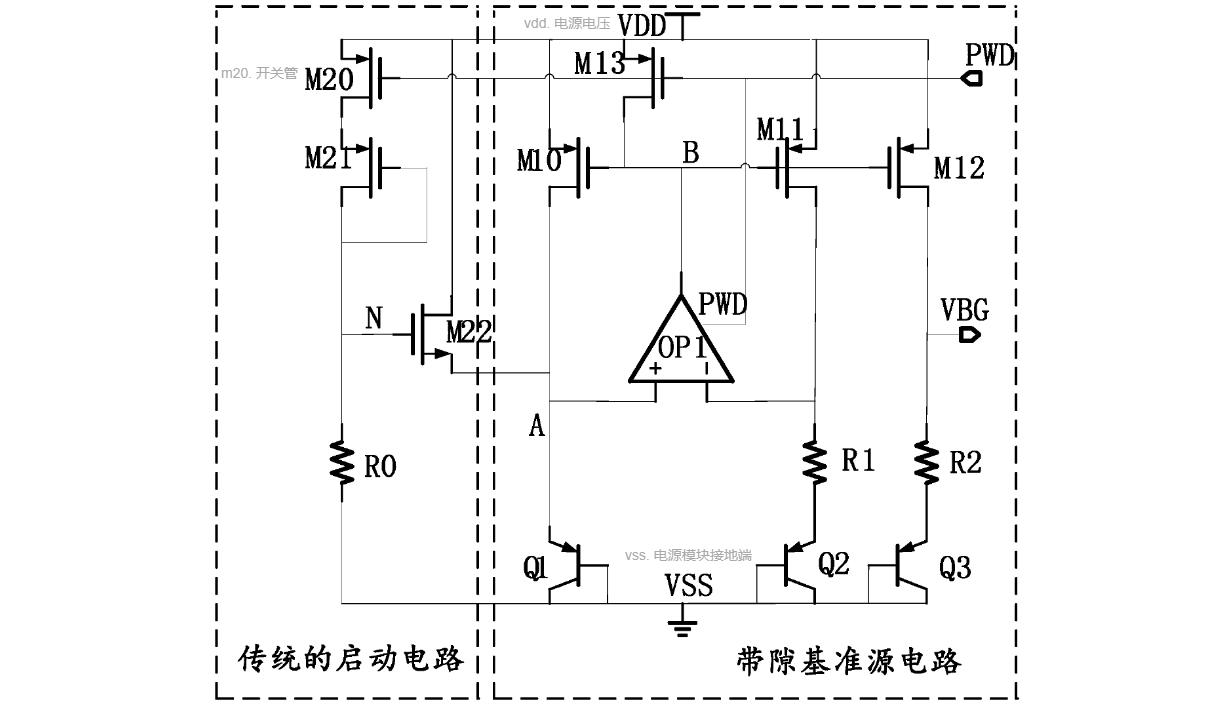 vdd. 电源电压 VDD
PWD
m20. 开关管 M20
M13
M11
M21
M10
B
M12
N
M22
PWD
VBG
OP1
+ -
A
R0
R1
R2
Q1
vss. 电源模块接地端
Q2
Q3
VSS
传统的启动电路
带隙基准源电路